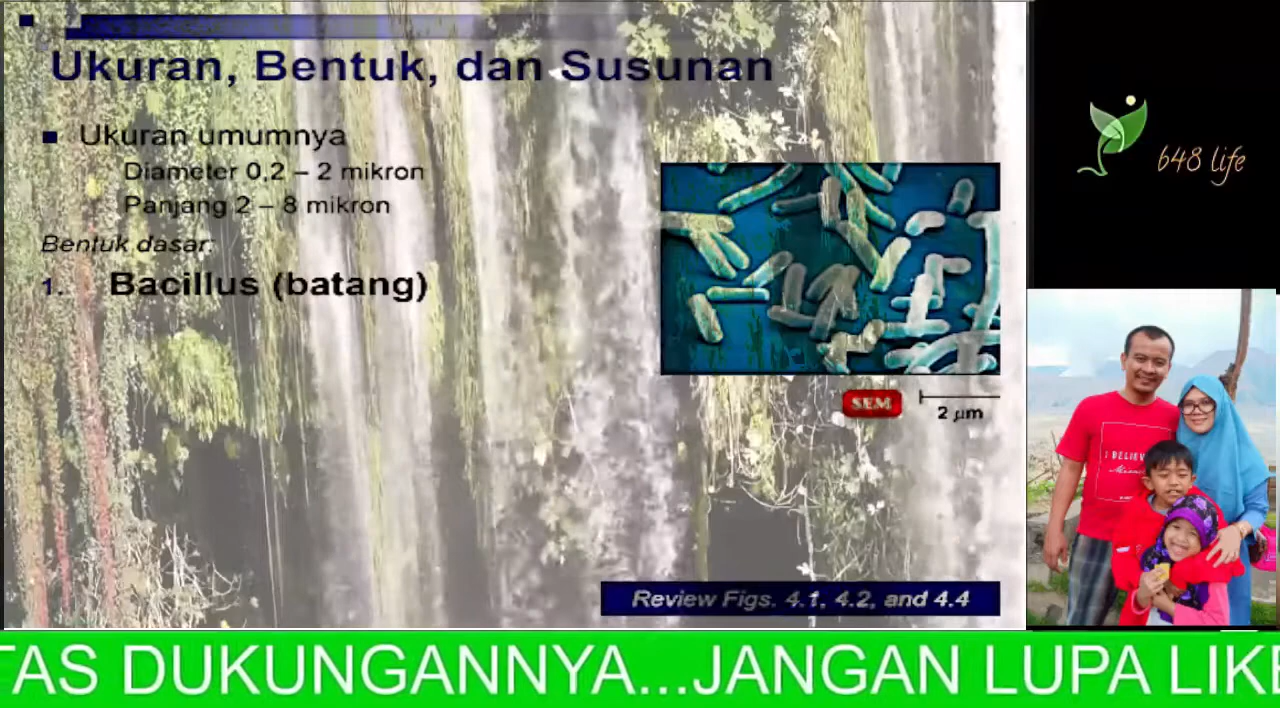 Ukuran, Bentuk, dan Susunan
Ukuran umumnya
Diameter 0,2 – 2 mikron
Panjang 2 – 8 mikron
Bentuk dasar:
1. Bacillus (batang)
SEM
2 μm
Review Figs. 4.1, 4.2, and 4.4
648 life
I BELIEV
TAS DUKUNGANNYA...JANGAN LUPA LIKE